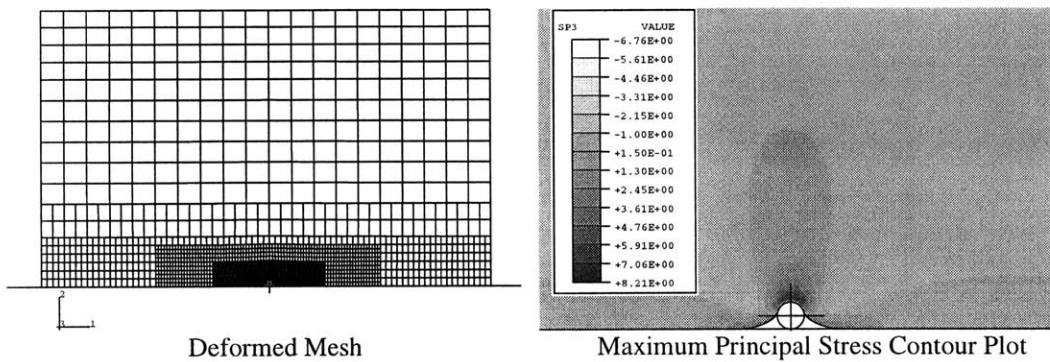 SP3 VALUE
-6.76E+00
-5.61E+00
-4.46E+00
-3.31E+00
-2.15E+00
-1.00E+00
+1.50E-01
+1.30E+00
+2.45E+00
+3.61E+00
+4.76E+00
+5.91E+00
+7.06E+00
+8.21E+00
2
3 1
Deformed Mesh
Maximum Principal Stress Contour Plot